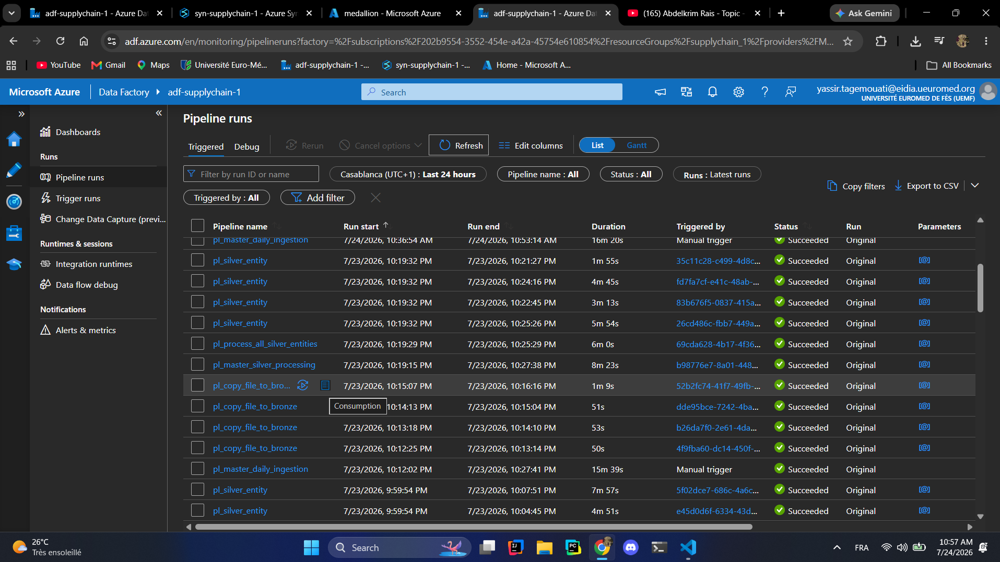 adf-supplychain-1 - Azure Dat
syn-supplychain-1 - Azure Syn
medallion - Microsoft Azure
adf-supplychain-1 - Azure Dat
(165) Abdelkrim Rais - Topic -
Ask Gemini
adf.azure.com/en/monitoring/pipelineruns?factory=%2Fsubscriptions%2F202b9554-3552-454e-a42a-45754e610854%2FresourceGroups%2Fsupplychain_1%2Fproviders%2FM...
YouTube
Gmail
Maps
Université Euro-Mé...
adf-supplychain-1 -...
syn-supplychain-1 -...
Home - Microsoft A...
All Bookmarks
Microsoft Azure
Data Factory
adf-supplychain-1
Search
yassir.tagemouati@eidia.ueuromed.org
UNIVERSITÉ EUROMED DE FÈS (UEMF)
Dashboards
Runs
Pipeline runs
Trigger runs
Change Data Capture (previ...
Runtimes & sessions
Integration runtimes
Data flow debug
Notifications
Alerts & metrics
Pipeline runs
Triggered
Debug
Rerun
Cancel options
Refresh
Edit columns
List
Gantt
Filter by run ID or name
Casablanca (UTC+1) : Last 24 hours
Pipeline name : All
Status : All
Runs : Latest runs
Copy filters
Export to CSV
Triggered by : All
Add filter
Pipeline name Run start Run end Duration Triggered by Status Run Parameters
pl_master_daily_ingestion 7/24/2026, 10:36:54 AM 7/24/2026, 10:53:14 AM 16m 20s Manual trigger Succeeded Original
pl_silver_entity 7/23/2026, 10:19:32 PM 7/23/2026, 10:21:27 PM 1m 55s 35c11c28-c499-4d8c... Succeeded Original [@]
pl_silver_entity 7/23/2026, 10:19:32 PM 7/23/2026, 10:24:16 PM 4m 45s fd7fa7cf-e41c-48ab-... Succeeded Original [@]
pl_silver_entity 7/23/2026, 10:19:32 PM 7/23/2026, 10:22:45 PM 3m 13s 83b676f5-0837-415a... Succeeded Original [@]
pl_silver_entity 7/23/2026, 10:19:32 PM 7/23/2026, 10:25:26 PM 5m 54s 26cd486c-fbb7-449a... Succeeded Original [@]
pl_process_all_silver_entities 7/23/2026, 10:19:29 PM 7/23/2026, 10:25:29 PM 6m 0s 69cda628-4b17-4f36... Succeeded Original [@]
pl_master_silver_processing 7/23/2026, 10:19:15 PM 7/23/2026, 10:27:38 PM 8m 23s b98776e7-8a01-448... Succeeded Original [@]
pl_copy_file_to_bro... 7/23/2026, 10:15:07 PM 7/23/2026, 10:16:16 PM 1m 9s 52b2fc74-41f7-49fb-... Succeeded Original [@]
pl_copy_file_to_bronze Consumption 10:14:13 PM 7/23/2026, 10:15:04 PM 51s dde95bce-7242-4ba... Succeeded Original [@]
pl_copy_file_to_bronze 7/23/2026, 10:13:18 PM 7/23/2026, 10:14:10 PM 53s b26da7f0-2e61-4da... Succeeded Original [@]
pl_copy_file_to_bronze 7/23/2026, 10:12:25 PM 7/23/2026, 10:13:14 PM 50s 4f9fba60-dc14-450f-... Succeeded Original [@]
pl_master_daily_ingestion 7/23/2026, 10:12:02 PM 7/23/2026, 10:27:41 PM 15m 39s Manual trigger Succeeded Original
pl_silver_entity 7/23/2026, 9:59:54 PM 7/23/2026, 10:07:51 PM 7m 57s 5f02dce7-686c-4a6c... Succeeded Original [@]
pl_silver_entity 7/23/2026, 9:59:54 PM 7/23/2026, 10:04:45 PM 4m 51s e45d0d6f-6334-43d... Succeeded Original [@]
26°C
Très ensoleillé
Search
IJ
PC
FRA
10:57 AM
7/24/2026